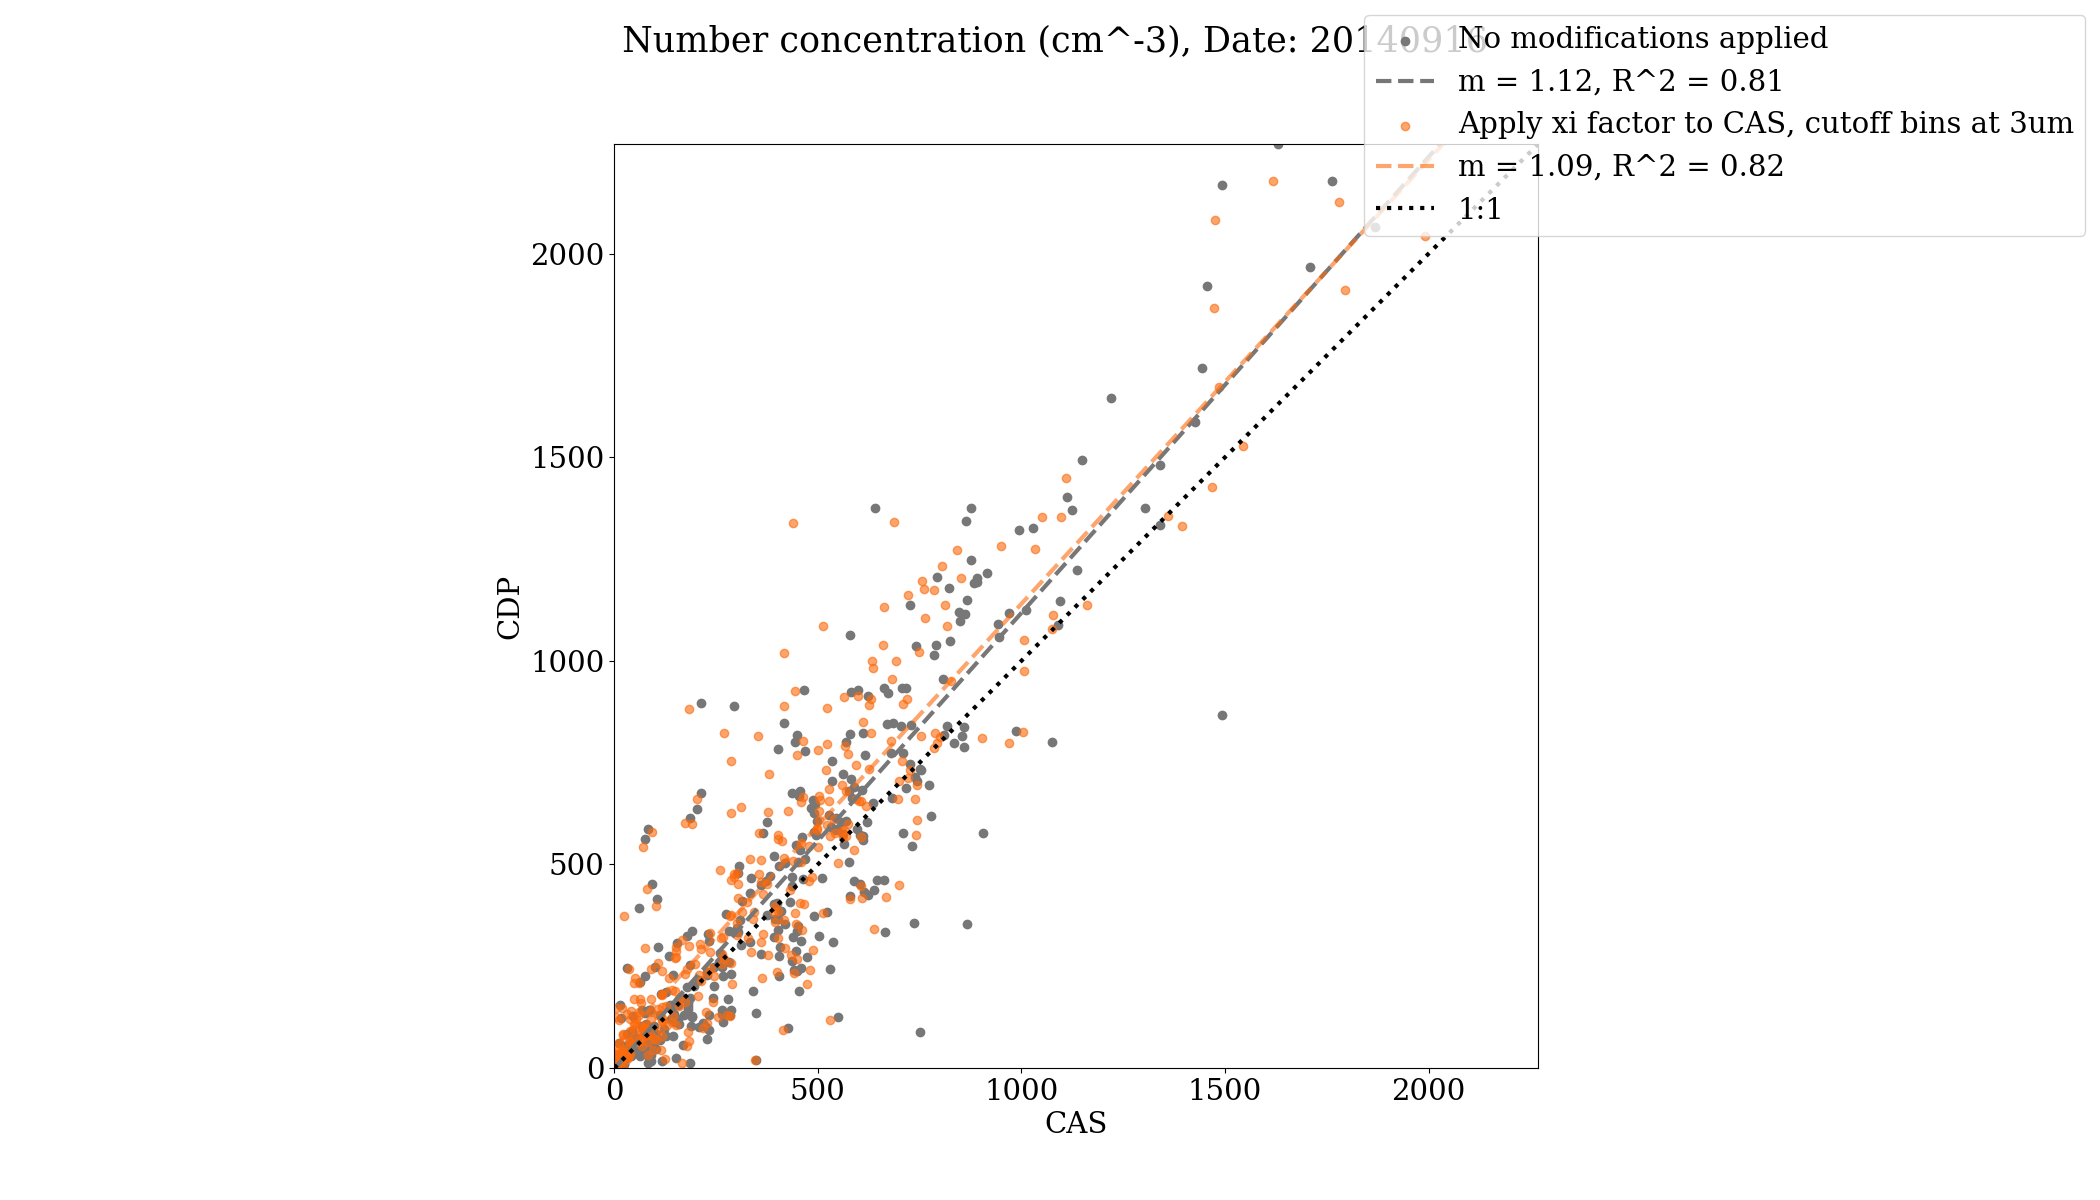 Number concentration (cm^-3), Date: 20140916
No modifications applied
m = 1.12, R^2 = 0.81
Apply xi factor to CAS, cutoff bins at 3um
m = 1.09, R^2 = 0.82
1:1
2000
1500
1000
500
0
CDP
0 500 1000 1500 2000
CAS